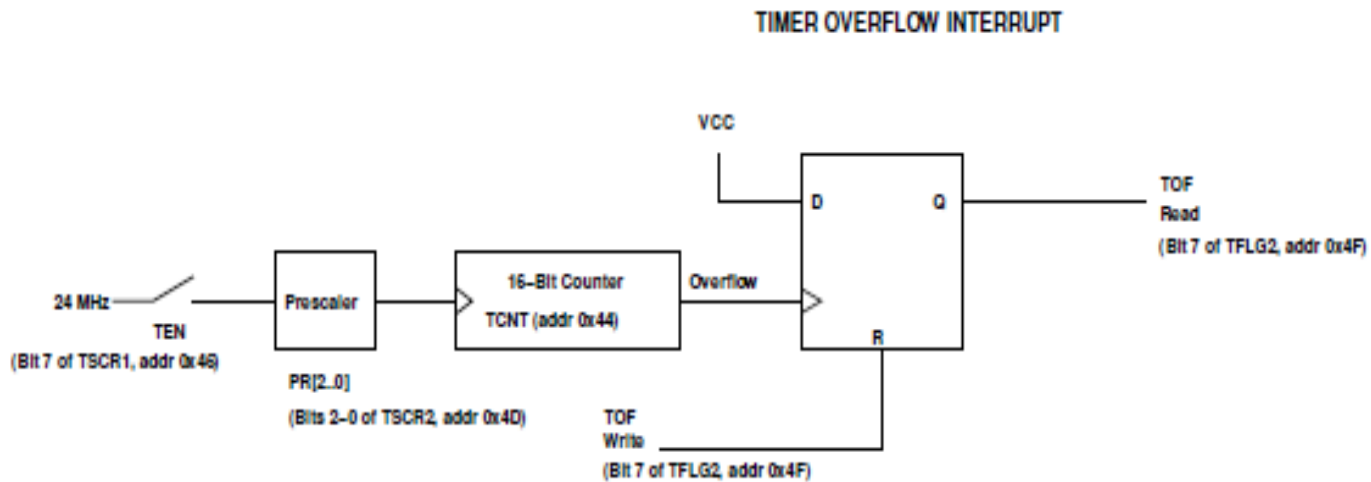 TIMER OVERFLOW INTERRUPT
VCC
D
Q
TOF
Read
(Bit 7 of TFLG2, addr 0x4F)
24 MHz
TEN
(Bit 7 of TSCR1, addr 0x46)
Prescaler
PR[2..0]
(Bits 2–0 of TSCR2, addr 0x4D)
16–Bit Counter
TCNT (addr 0x44)
Overflow
R
TOF
Write
(Bit 7 of TFLG2, addr 0x4F)